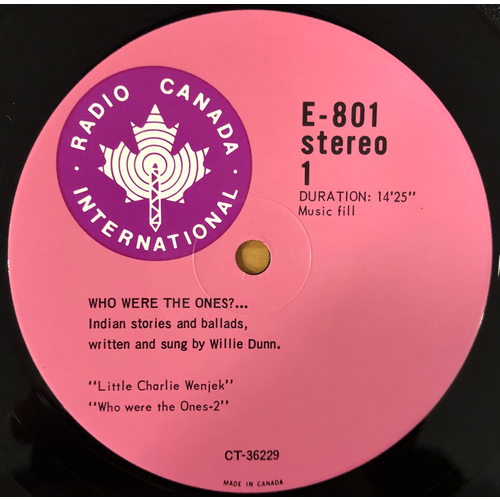 RADIO CANADA
INTERNATIONAL
E-801
stereo
1
DURATION: 14'25"
Music fill
WHO WERE THE ONES?...
Indian stories and ballads,
written and sung by Willie Dunn.
"Little Charlie Wenjek"
"Who were the Ones-2"
CT-36229
MADE IN CANADA